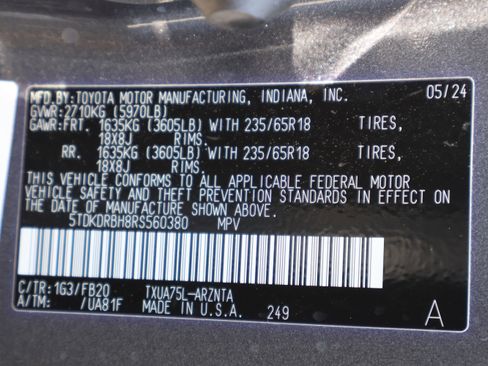 MFD.BY:TOYOTA MOTOR MANUFACTURING, INDIANA, INC. 05/24
GVWR:2710KG (5970LB)
GAWR:FRT. 1635KG (3605LB) WITH 235/65R18 TIRES,
18X8J RIMS.
RR. 1635KG (3605LB) WITH 235/65R18 TIRES,
18X8J RIMS.
THIS VEHICLE CONFORMS TO ALL APPLICABLE FEDERAL MOTOR
VEHICLE SAFETY AND THEFT PREVENTION STANDARDS IN EFFECT ON
THE DATE OF MANUFACTURE SHOWN ABOVE.
5TDKDRBH8RS560380 MPV
C/TR:1G3/FB20 TXUA75L-ARZNTA
A/TM: /UA81F MADE IN U.S.A. 249 A